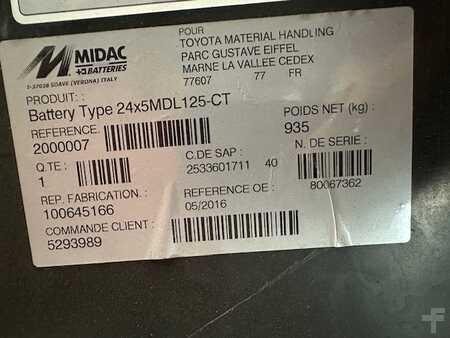 MIDAC
BATTERIES
I-37038 SOAVE (VERONA) ITALY
POUR
TOYOTA MATERIAL HANDLING
PARC GUSTAVE EIFFEL
MARNE LA VALLEE CEDEX
77607 77 FR
PRODUIT :
Battery Type 24x5MDL125-CT
REFERENCE :
2000007
POIDS NET (kg) :
935
Q.TE :
1
C.DE SAP :
2533601711 40
N. DE SERIE :
80067362
REP. FABRICATION :
100645166
REFERENCE OE :
05/2016
COMMANDE CLIENT :
5293989